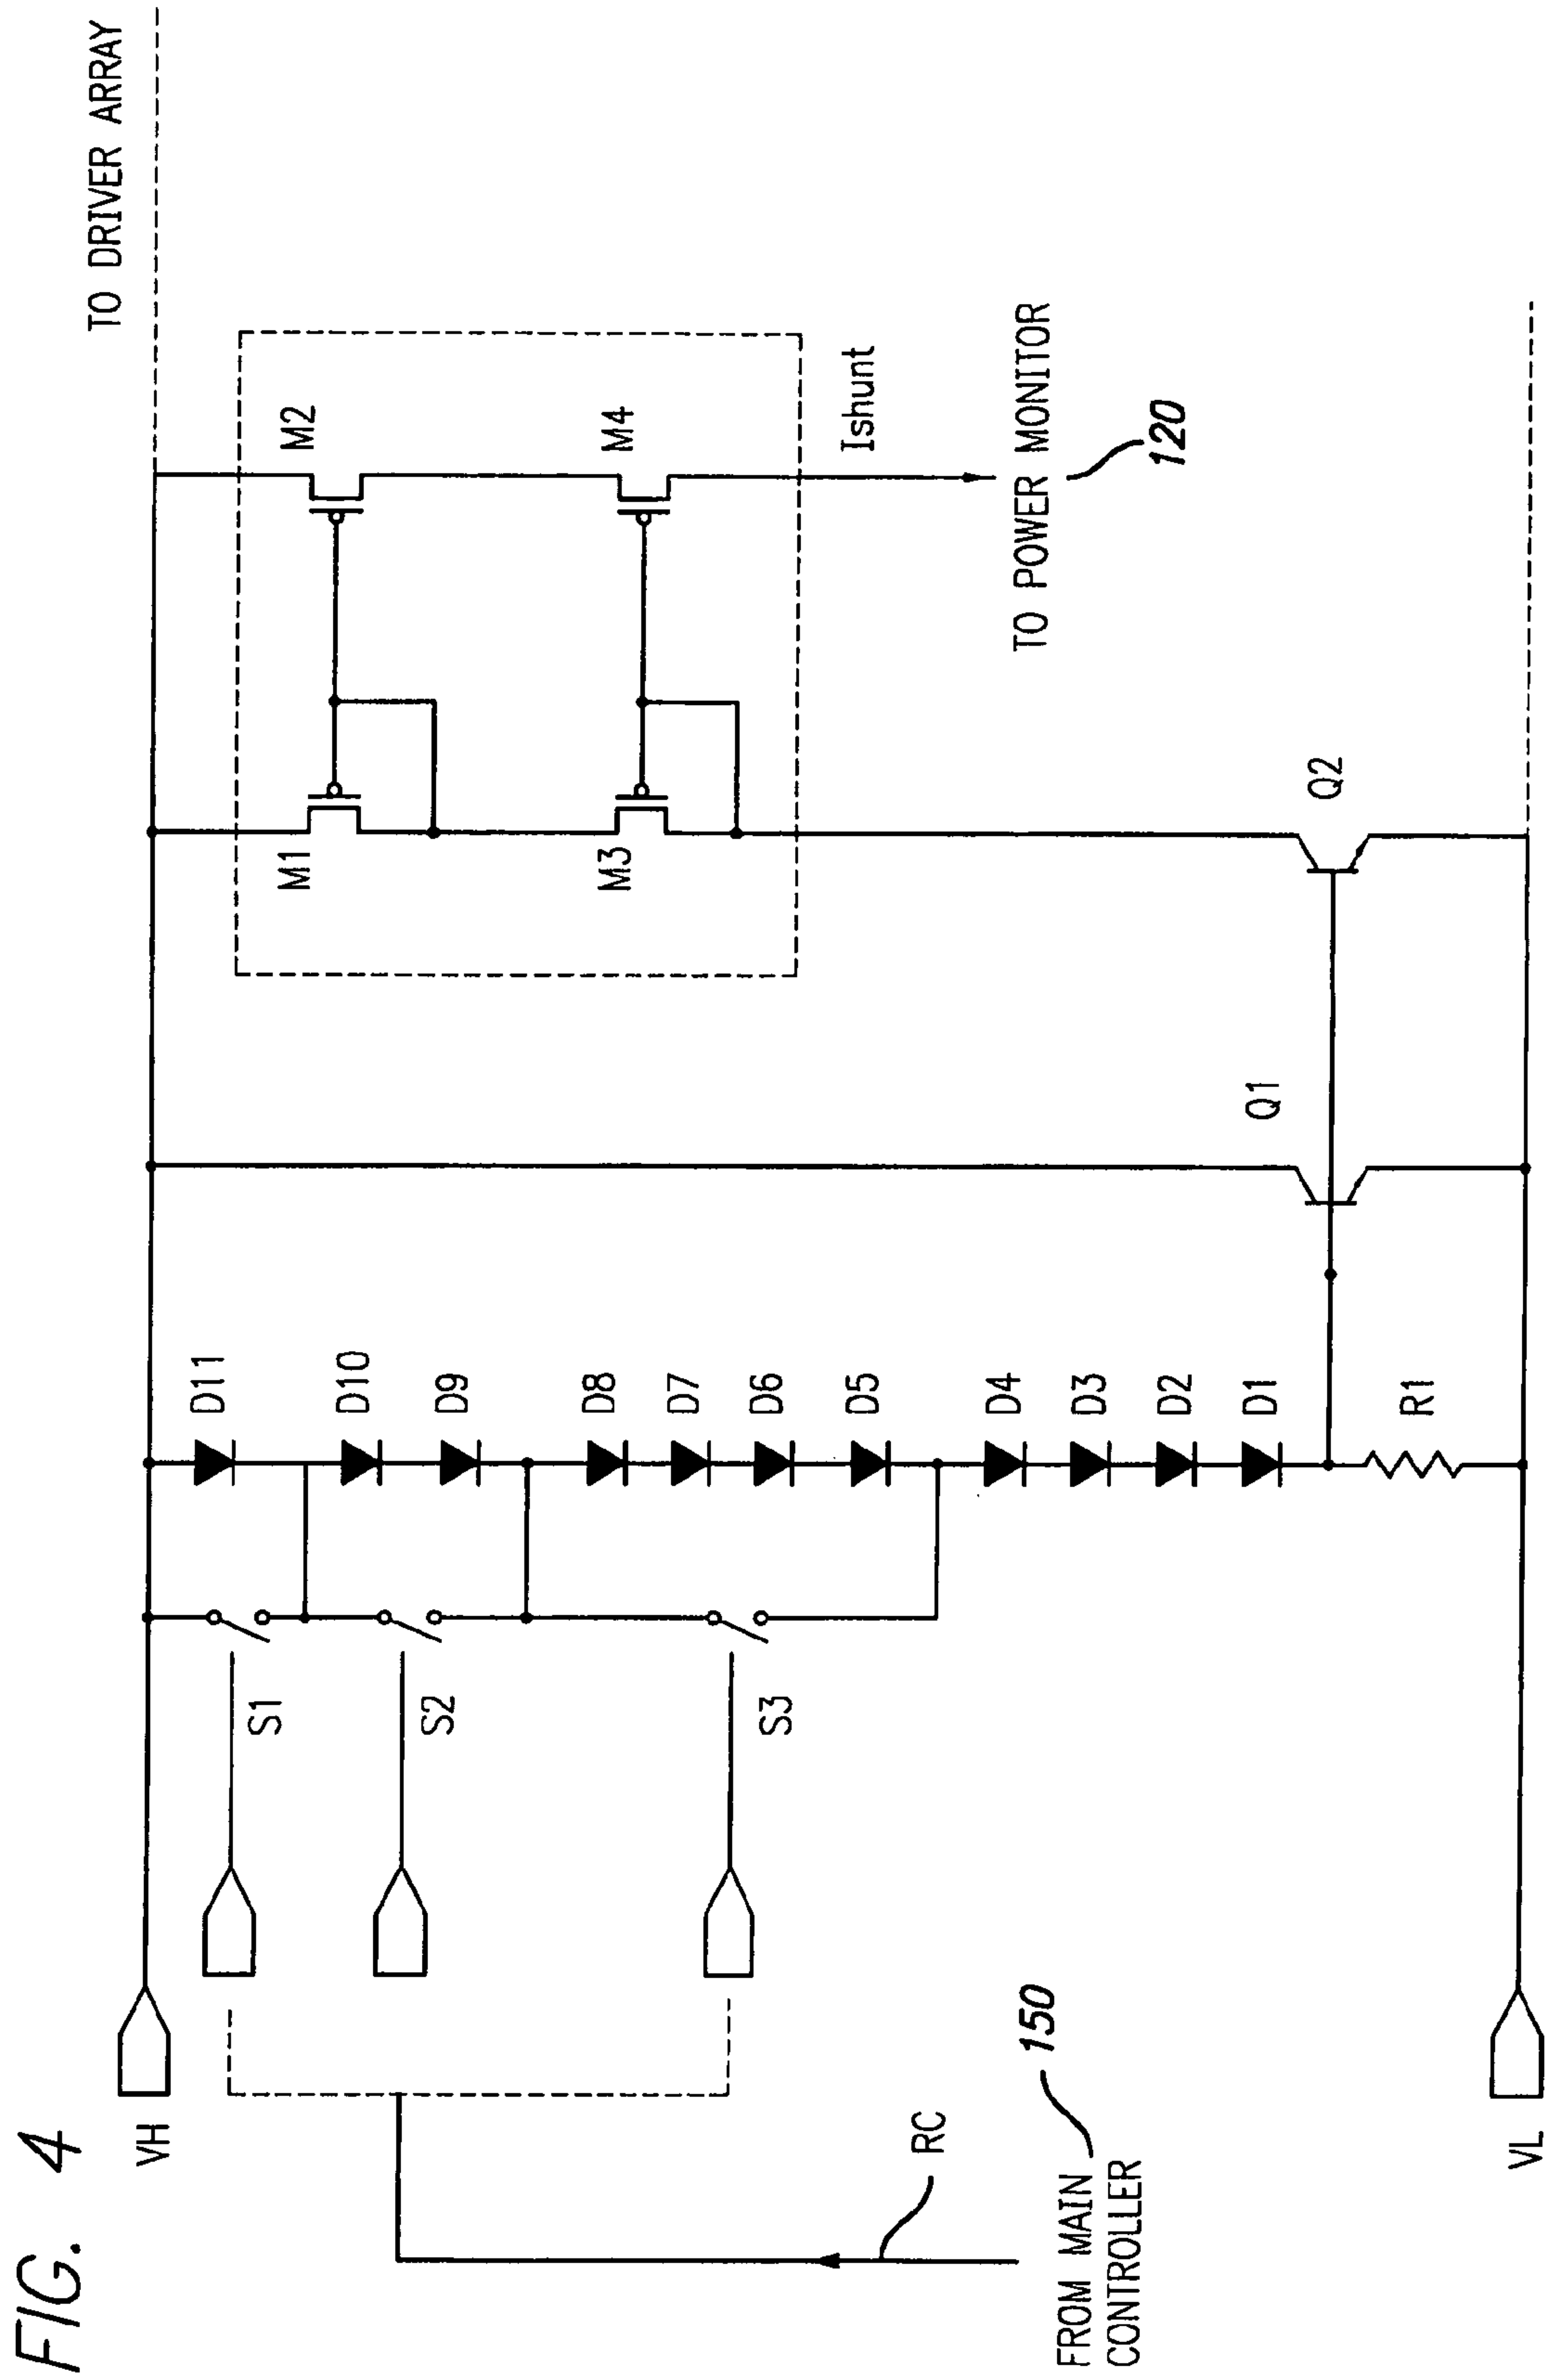 FIG. 4
TO DRIVER ARRAY
VH
S1
S2
S3
D11
D10
D9
D8
D7
D6
D5
D4
D3
D2
D1
R1
M1
M2
M3
M4
Ishunt
TO POWER MONITOR
120
Q1
Q2
RC
FROM MAIN
CONTROLLER
150
VL